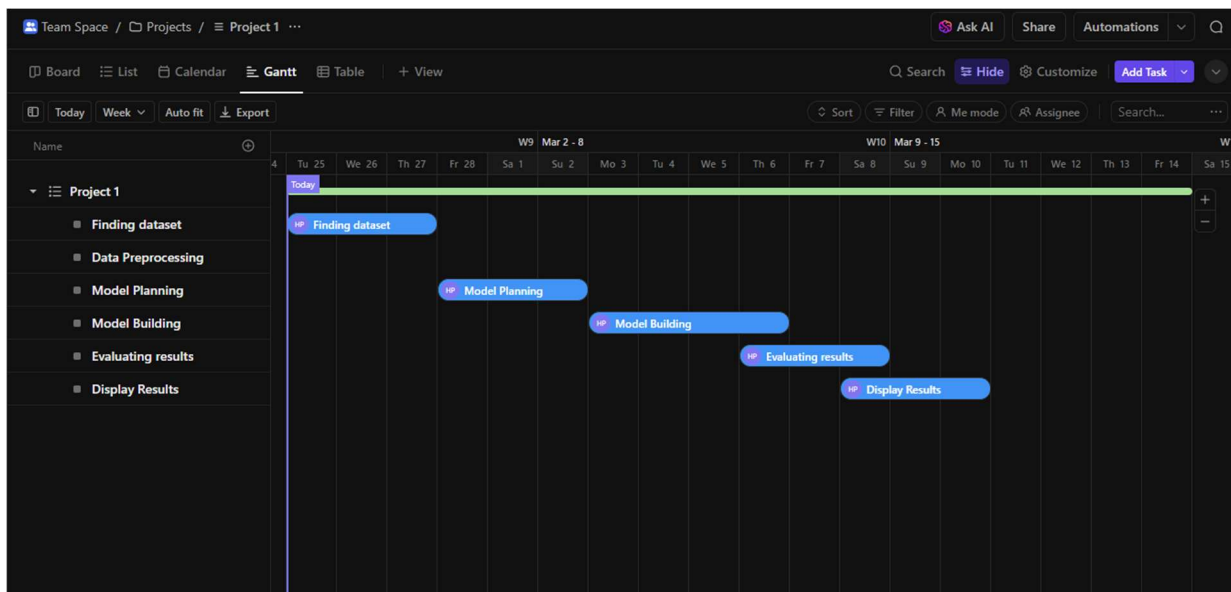 Team Space / Projects / Project 1 ...
Ask AI Share Automations
Board List Calendar Gantt Table + View
Search Hide Customize Add Task
Today Week Auto fit Export
Sort Filter Me mode Assignee Search... ...
Name
W9 Mar 2 - 8 W10 Mar 9 - 15 W
4 Tu 25 We 26 Th 27 Fr 28 Sa 1 Su 2 Mo 3 Tu 4 We 5 Th 6 Fr 7 Sa 8 Su 9 Mo 10 Tu 11 We 12 Th 13 Fr 14 Sa 15
Today
Project 1
Finding dataset HP Finding dataset
Data Preprocessing
Model Planning HP Model Planning
Model Building HP Model Building
Evaluating results HP Evaluating results
Display Results HP Display Results